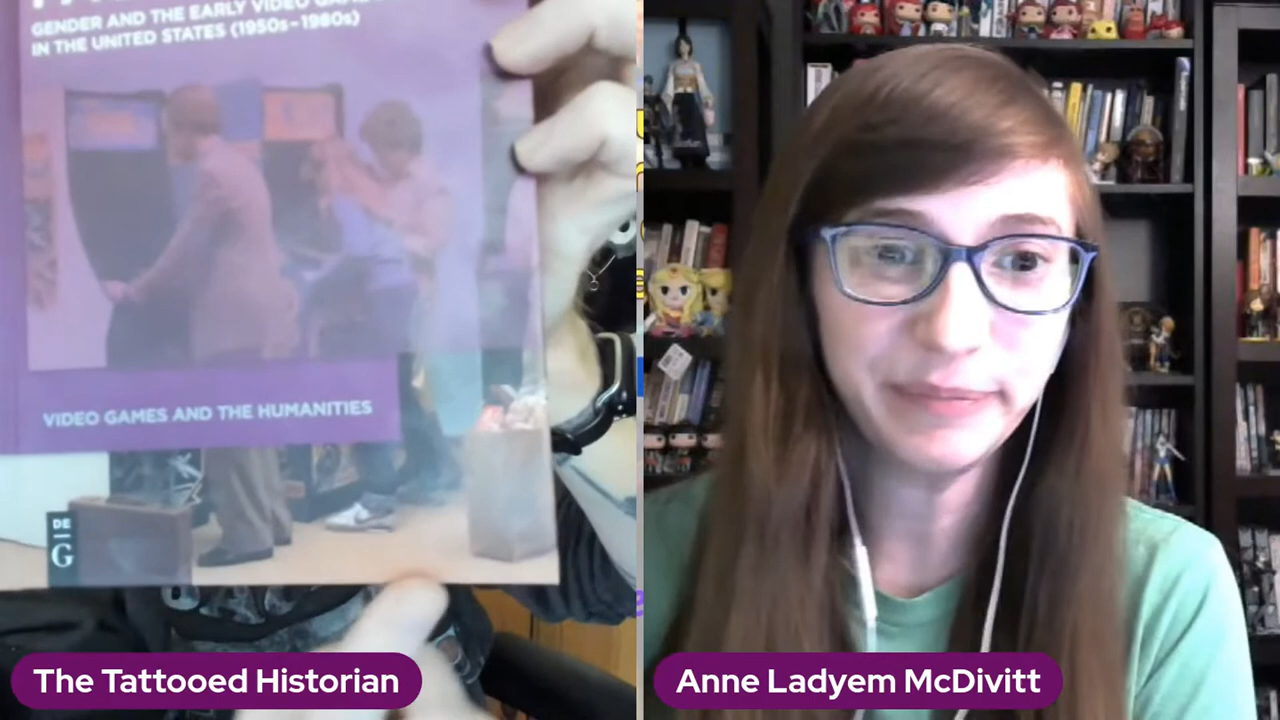 GENDER AND THE EARLY VIDEO
IN THE UNITED STATES (1950s-1980s)
VIDEO GAMES AND THE HUMANITIES
DE
G
The Tattooed Historian
Anne Ladyem McDivitt